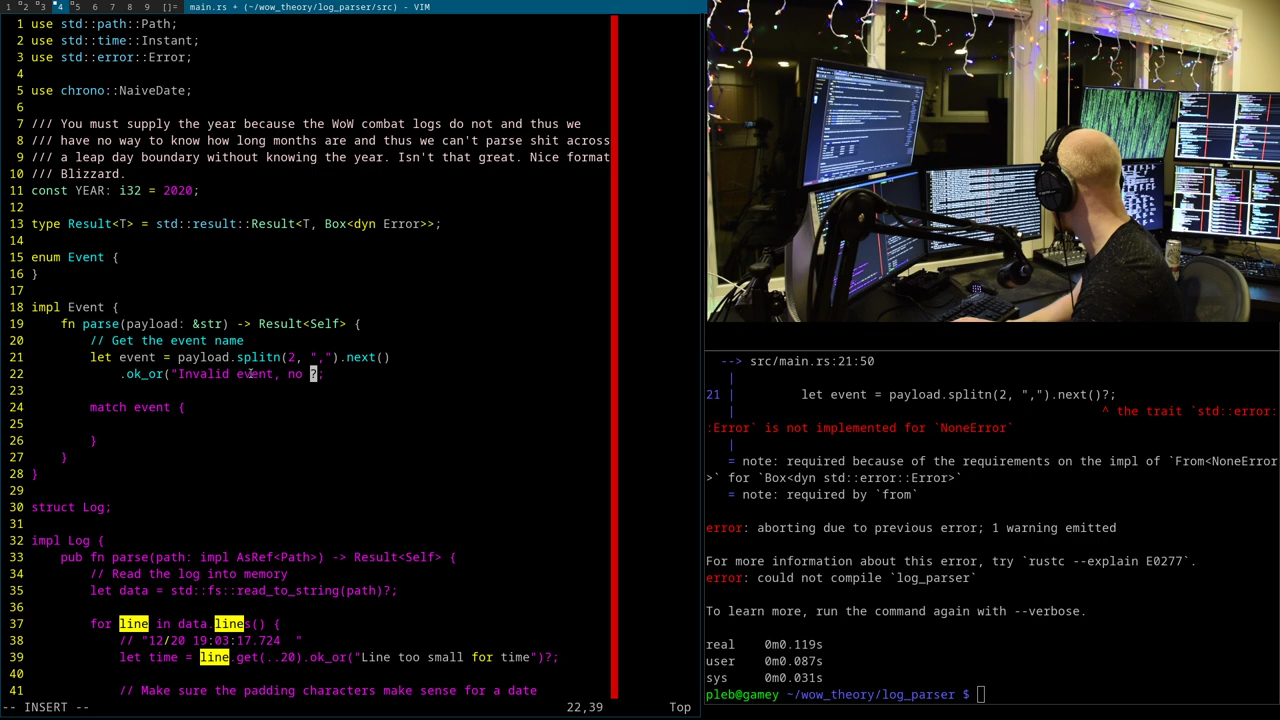 1 2 3 4 5 6 7 8 9 []= main.rs + (~/wow_theory/log_parser/src) - VIM
1 use std::path::Path;
2 use std::time::Instant;
3 use std::error::Error;
4
5 use chrono::NaiveDate;
6
7 /// You must supply the year because the WoW combat logs do not and thus we
8 /// have no way to know how long months are and thus we can't parse shit across
9 /// a leap day boundary without knowing the year. Isn't that great. Nice format
10 /// Blizzard.
11 const YEAR: i32 = 2020;
12
13 type Result<T> = std::result::Result<T, Box<dyn Error>>;
14
15 enum Event {
16 }
17
18 impl Event {
19     fn parse(payload: &str) -> Result<Self> {
20         // Get the event name
21         let event = payload.splitn(2, ",").next()
22             .ok_or("Invalid event, no ?;
23
24         match event {
25
26         }
27     }
28 }
29
30 struct Log;
31
32 impl Log {
33     pub fn parse(path: impl AsRef<Path>) -> Result<Self> {
34         // Read the log into memory
35         let data = std::fs::read_to_string(path)?;
36
37         for line in data.lines() {
38             // "12/20 19:03:17.724  "
39             let time = line.get(..20).ok_or("Line too small for time")?;
40
41             // Make sure the padding characters make sense for a date
-- INSERT -- 22,39 Top
--> src/main.rs:21:50
|
21 |         let event = payload.splitn(2, ",").next()?;
| ^ the trait `std::error:
:Error` is not implemented for `NoneError`
|
= note: required because of the requirements on the impl of `From<NoneError
>` for `Box<dyn std::error::Error>`
= note: required by `from`
error: aborting due to previous error; 1 warning emitted
For more information about this error, try `rustc --explain E0277`.
error: could not compile `log_parser`
To learn more, run the command again with --verbose.
real    0m0.119s
user    0m0.087s
sys     0m0.031s
pleb@gamey ~/wow_theory/log_parser $